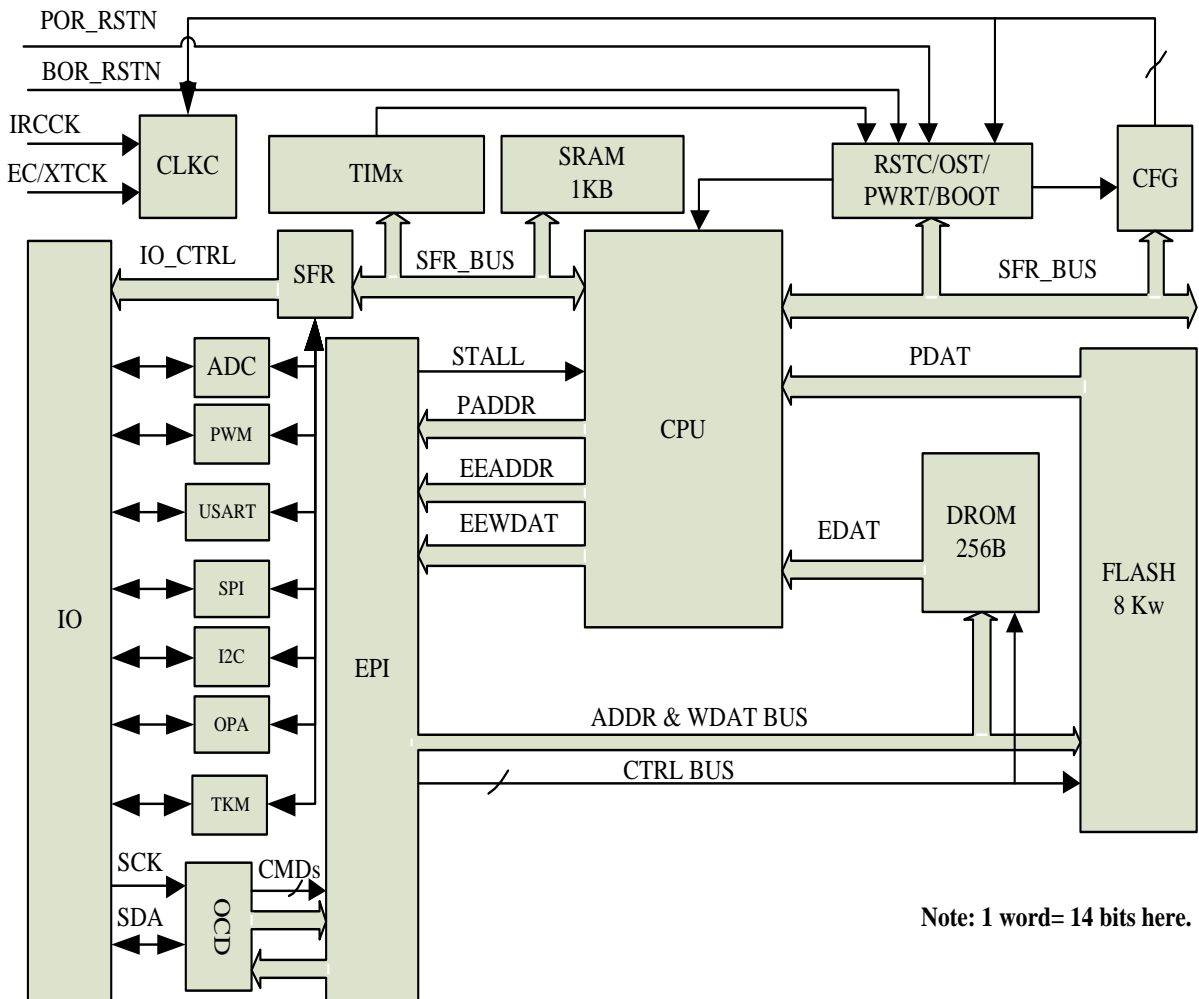 POR_RSTN
BOR_RSTN
IRCCK
EC/XTCK
CLKC
TIMx
SRAM
1KB
RSTC/OST/
PWRT/BOOT
CFG
IO_CTRL
SFR
SFR_BUS
SFR_BUS
ADC
PWM
USART
SPI
I2C
OPA
TKM
IO
EPI
STALL
PADDR
EEADDR
EEWDAT
CPU
PDAT
EDAT
DROM
256B
FLASH
8 Kw
ADDR & WDAT BUS
CTRL BUS
SCK
SDA
OCD
CMDs
Note: 1 word= 14 bits here.